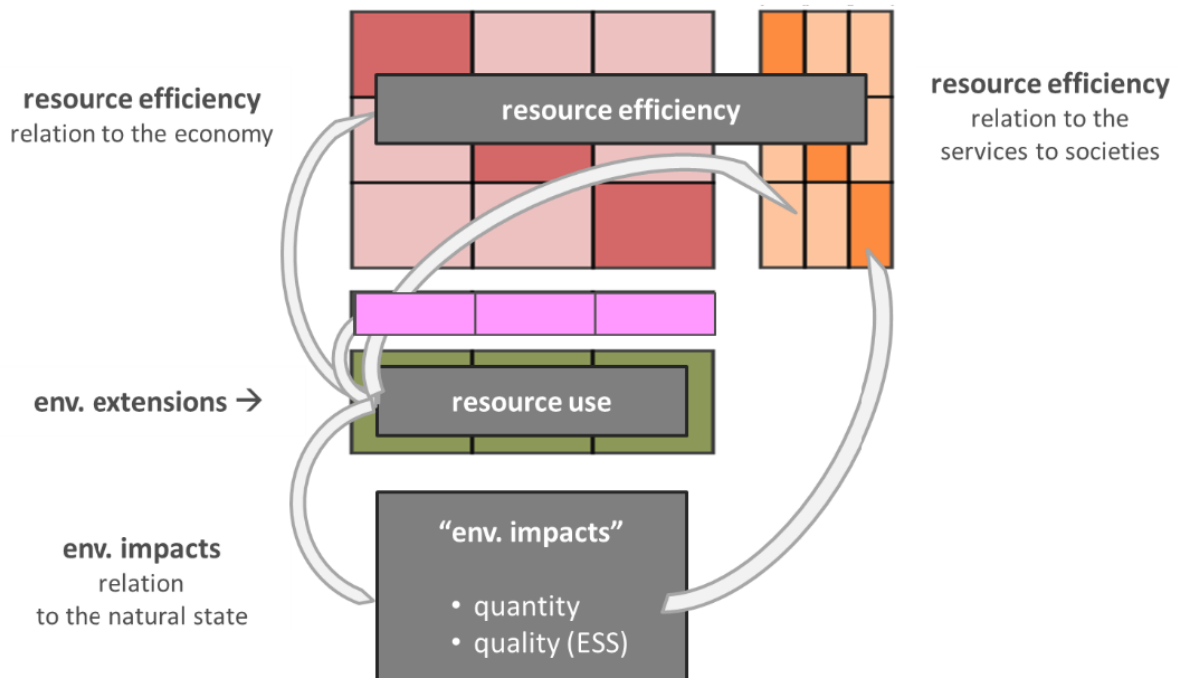 resource efficiency
relation to the economy
resource efficiency
resource efficiency
relation to the
services to societies
env. extensions →
resource use
env. impacts
relation
to the natural state
“env. impacts”
• quantity
• quality (ESS)